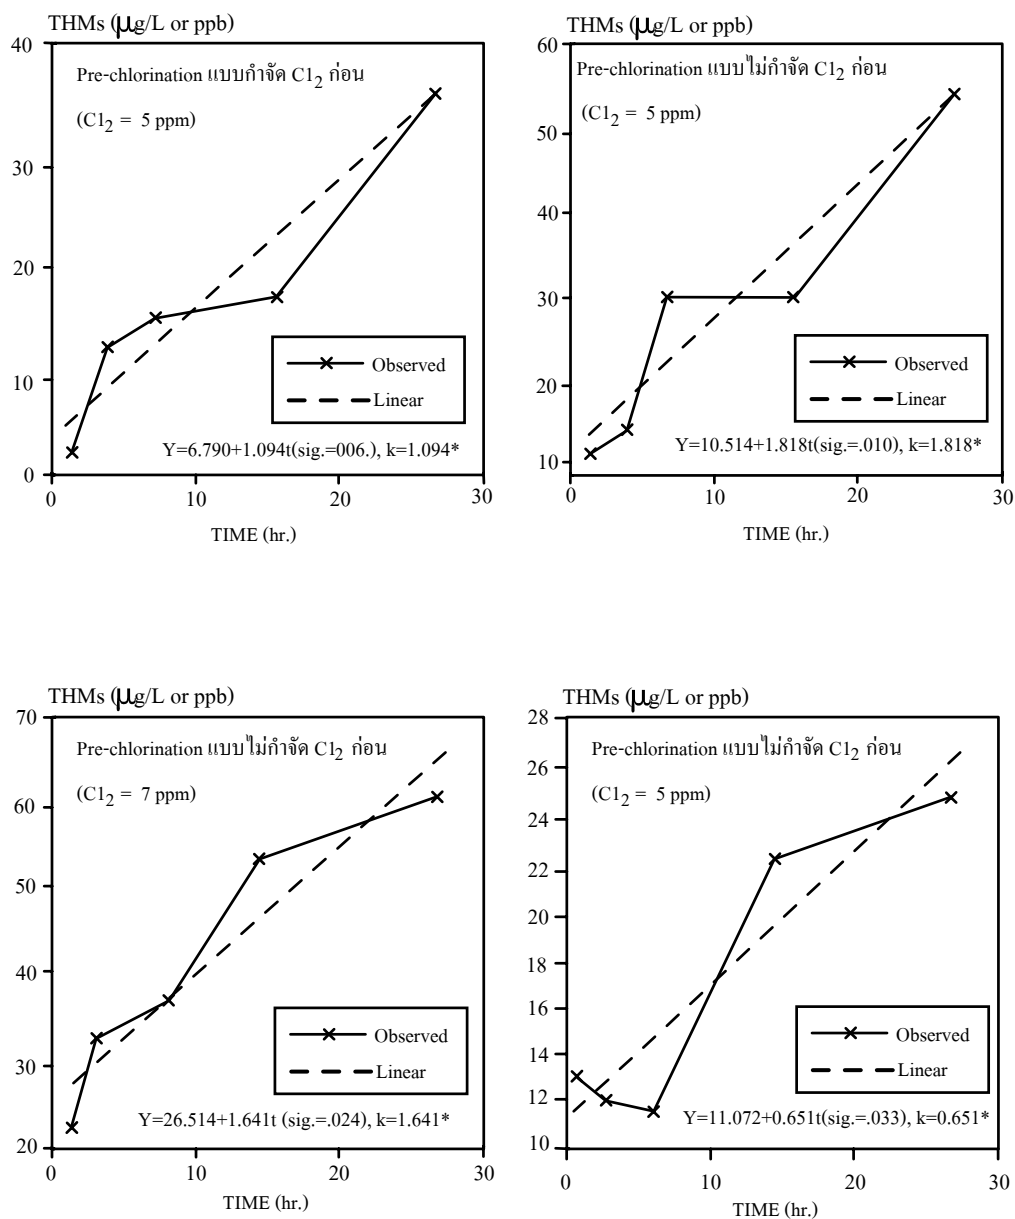 THMs (μg/L or ppb)
40
30
20
10
0
Pre-chlorination แบบกำจัด Cl2 ก่อน
(Cl2 = 5 ppm)
Observed
Linear
Y=6.790+1.094t(sig.=006.), k=1.094*
0 10 20 30
TIME (hr.)
THMs (μg/L or ppb)
60
50
40
30
20
10
Pre-chlorination แบบไม่กำจัด Cl2 ก่อน
(Cl2 = 5 ppm)
Observed
Linear
Y=10.514+1.818t(sig.=.010), k=1.818*
0 10 20 30
TIME (hr.)
THMs (μg/L or ppb)
70
60
50
40
30
20
Pre-chlorination แบบไม่กำจัด Cl2 ก่อน
(Cl2 = 7 ppm)
Observed
Linear
Y=26.514+1.641t (sig.=.024), k=1.641*
0 10 20 30
TIME (hr.)
THMs (μg/L or ppb)
28
26
24
22
20
18
16
14
12
10
Pre-chlorination แบบไม่กำจัด Cl2 ก่อน
(Cl2 = 5 ppm)
Observed
Linear
Y=11.072+0.651t(sig.=.033), k=0.651*
0 10 20 30
TIME (hr.)